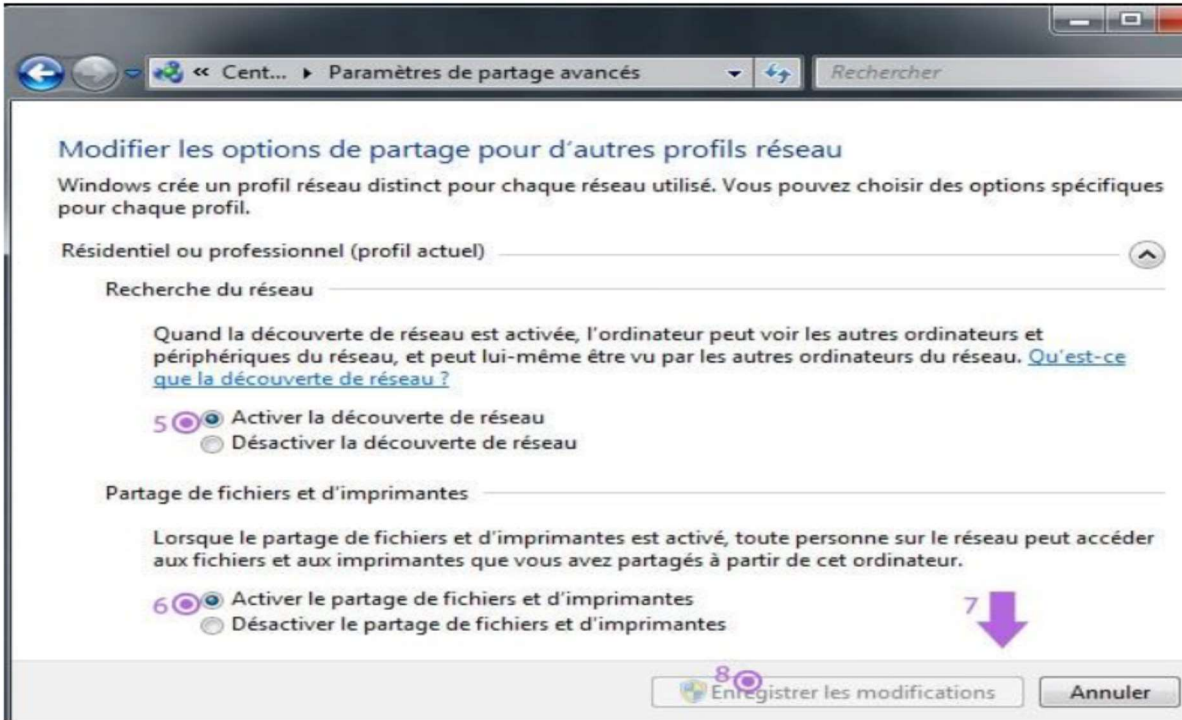 « Cent... ▸ Paramètres de partage avancés
Rechercher
Modifier les options de partage pour d'autres profils réseau
Windows crée un profil réseau distinct pour chaque réseau utilisé. Vous pouvez choisir des options spécifiques
pour chaque profil.
Résidentiel ou professionnel (profil actuel)
Recherche du réseau
Quand la découverte de réseau est activée, l'ordinateur peut voir les autres ordinateurs et
périphériques du réseau, et peut lui-même être vu par les autres ordinateurs du réseau. Qu'est-ce
que la découverte de réseau ?
5 Activer la découverte de réseau
Désactiver la découverte de réseau
Partage de fichiers et d'imprimantes
Lorsque le partage de fichiers et d'imprimantes est activé, toute personne sur le réseau peut accéder
aux fichiers et aux imprimantes que vous avez partagés à partir de cet ordinateur.
6 Activer le partage de fichiers et d'imprimantes
Désactiver le partage de fichiers et d'imprimantes
7
8
Enregistrer les modifications
Annuler